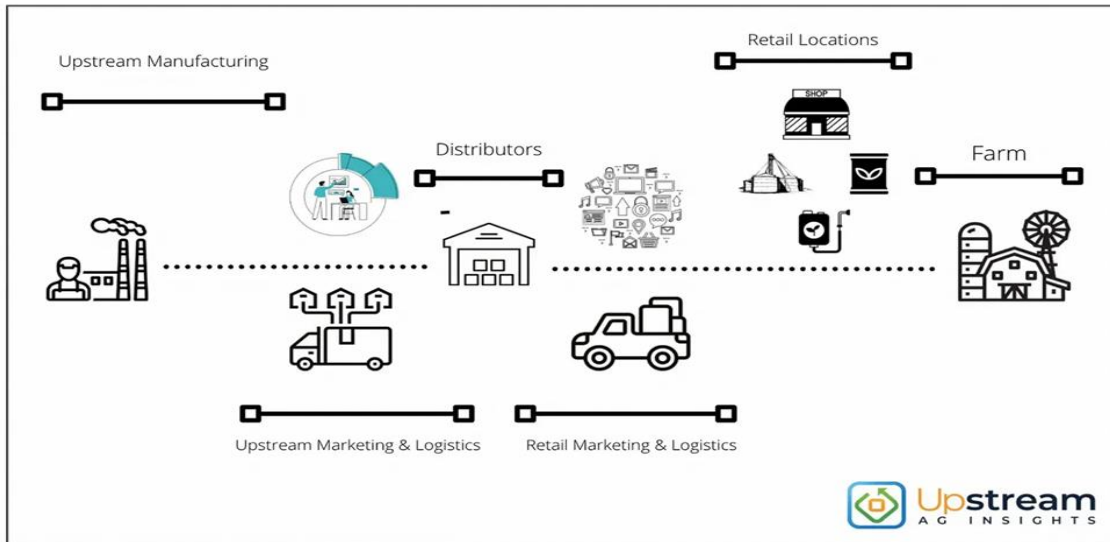 Upstream Manufacturing
Retail Locations
SHOP
Distributors
Farm
Upstream Marketing & Logistics
Retail Marketing & Logistics
Upstream
AG INSIGHTS